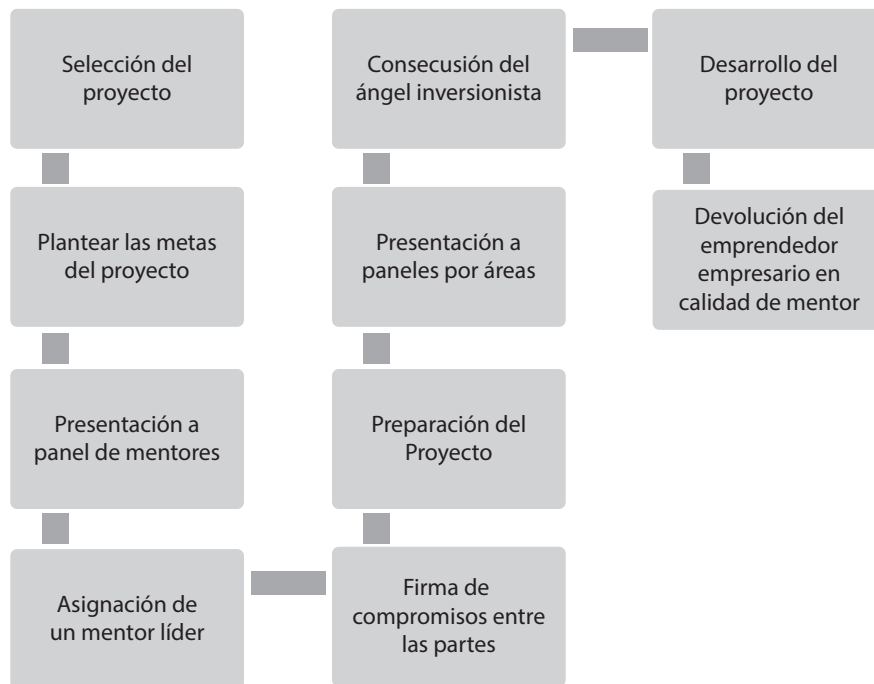 Selección del
proyecto
Plantear las metas
del proyecto
Presentación a
panel de mentores
Asignación de
un mentor líder
Firma de
compromisos entre
las partes
Preparación del
Proyecto
Presentación a
paneles por áreas
Consecusión del
ángel inversionista
Desarrollo del
proyecto
Devolución del
emprendedor
empresario en
calidad de mentor